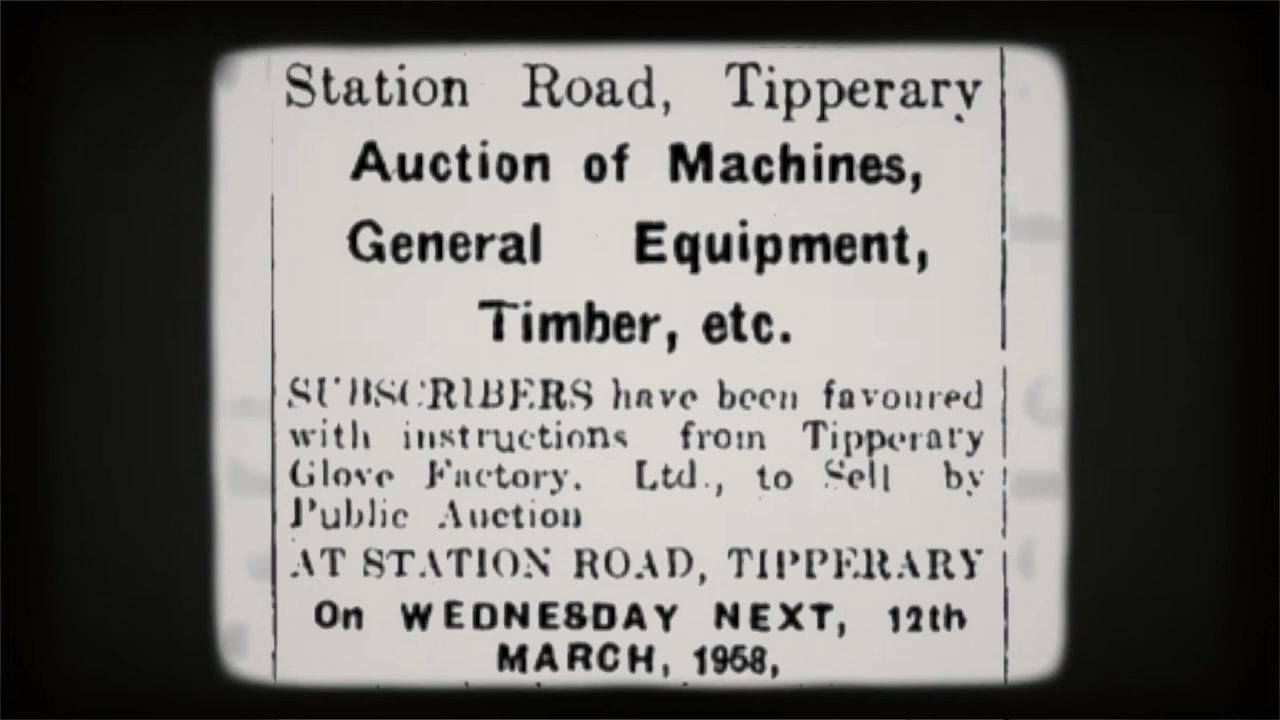 Station Road, Tipperary
Auction of Machines,
General Equipment,
Timber, etc.
SUBSCRIBERS have been favoured
with instructions from Tipperary
Glove Factory. Ltd., to Sell by
Public Auction
AT STATION ROAD, TIPPERARY
On WEDNESDAY NEXT, 12th
MARCH, 1958,